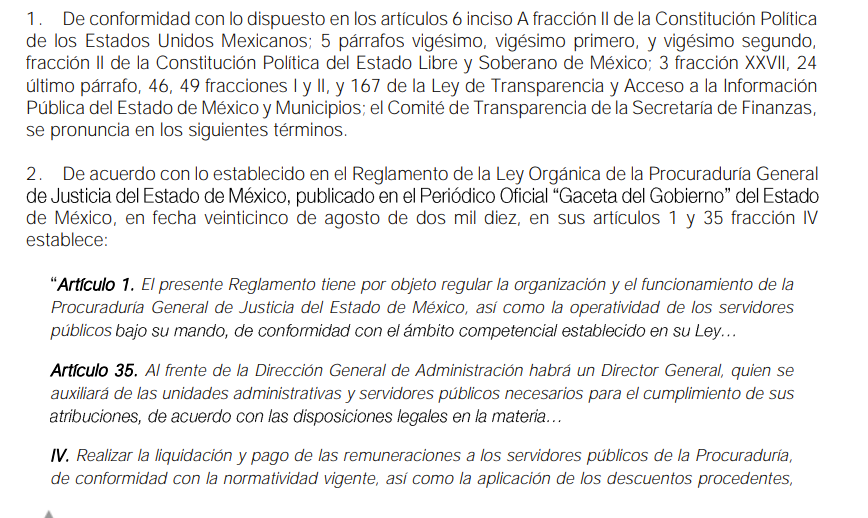 1. De conformidad con lo dispuesto en los artículos 6 inciso A fracción II de la Constitución Política
de los Estados Unidos Mexicanos; 5 párrafos vigésimo, vigésimo primero, y vigésimo segundo,
fracción II de la Constitución Política del Estado Libre y Soberano de México; 3 fracción XXVII, 24
último párrafo, 46, 49 fracciones I y II, y 167 de la Ley de Transparencia y Acceso a la Información
Pública del Estado de México y Municipios; el Comité de Transparencia de la Secretaría de Finanzas,
se pronuncia en los siguientes términos.
2. De acuerdo con lo establecido en el Reglamento de la Ley Orgánica de la Procuraduría General
de Justicia del Estado de México, publicado en el Periódico Oficial “Gaceta del Gobierno” del Estado
de México, en fecha veinticinco de agosto de dos mil diez, en sus artículos 1 y 35 fracción IV
establece:
“Artículo 1. El presente Reglamento tiene por objeto regular la organización y el funcionamiento de la
Procuraduría General de Justicia del Estado de México, así como la operatividad de los servidores
públicos bajo su mando, de conformidad con el ámbito competencial establecido en su Ley…
Artículo 35. Al frente de la Dirección General de Administración habrá un Director General, quien se
auxiliará de las unidades administrativas y servidores públicos necesarios para el cumplimiento de sus
atribuciones, de acuerdo con las disposiciones legales en la materia…
IV. Realizar la liquidación y pago de las remuneraciones a los servidores públicos de la Procuraduría,
de conformidad con la normatividad vigente, así como la aplicación de los descuentos procedentes,